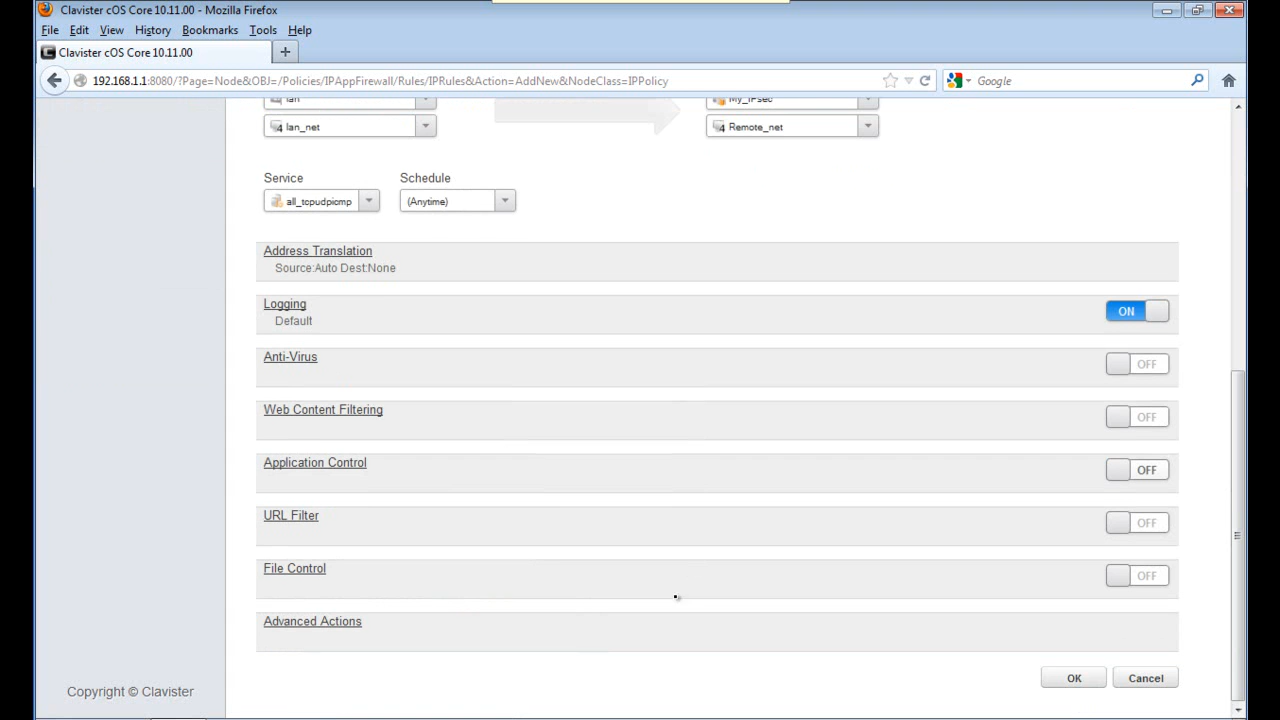 Clavister cOS Core 10.11.00 - Mozilla Firefox
File Edit View History Bookmarks Tools Help
Clavister cOS Core 10.11.00
192.168.1.1:8080/?Page=Node&OBJ=/Policies/IPAppFirewall/Rules/IPRules&Action=AddNew&NodeClass=IPPolicy
Google
lan My_IPsec
lan_net Remote_net
Service Schedule
all_tcpudpicmp (Anytime)
Address Translation
Source:Auto Dest:None
Logging
ON
Default
Anti-Virus
OFF
Web Content Filtering
OFF
Application Control
OFF
URL Filter
OFF
File Control
OFF
Advanced Actions
OK Cancel
Copyright © Clavister